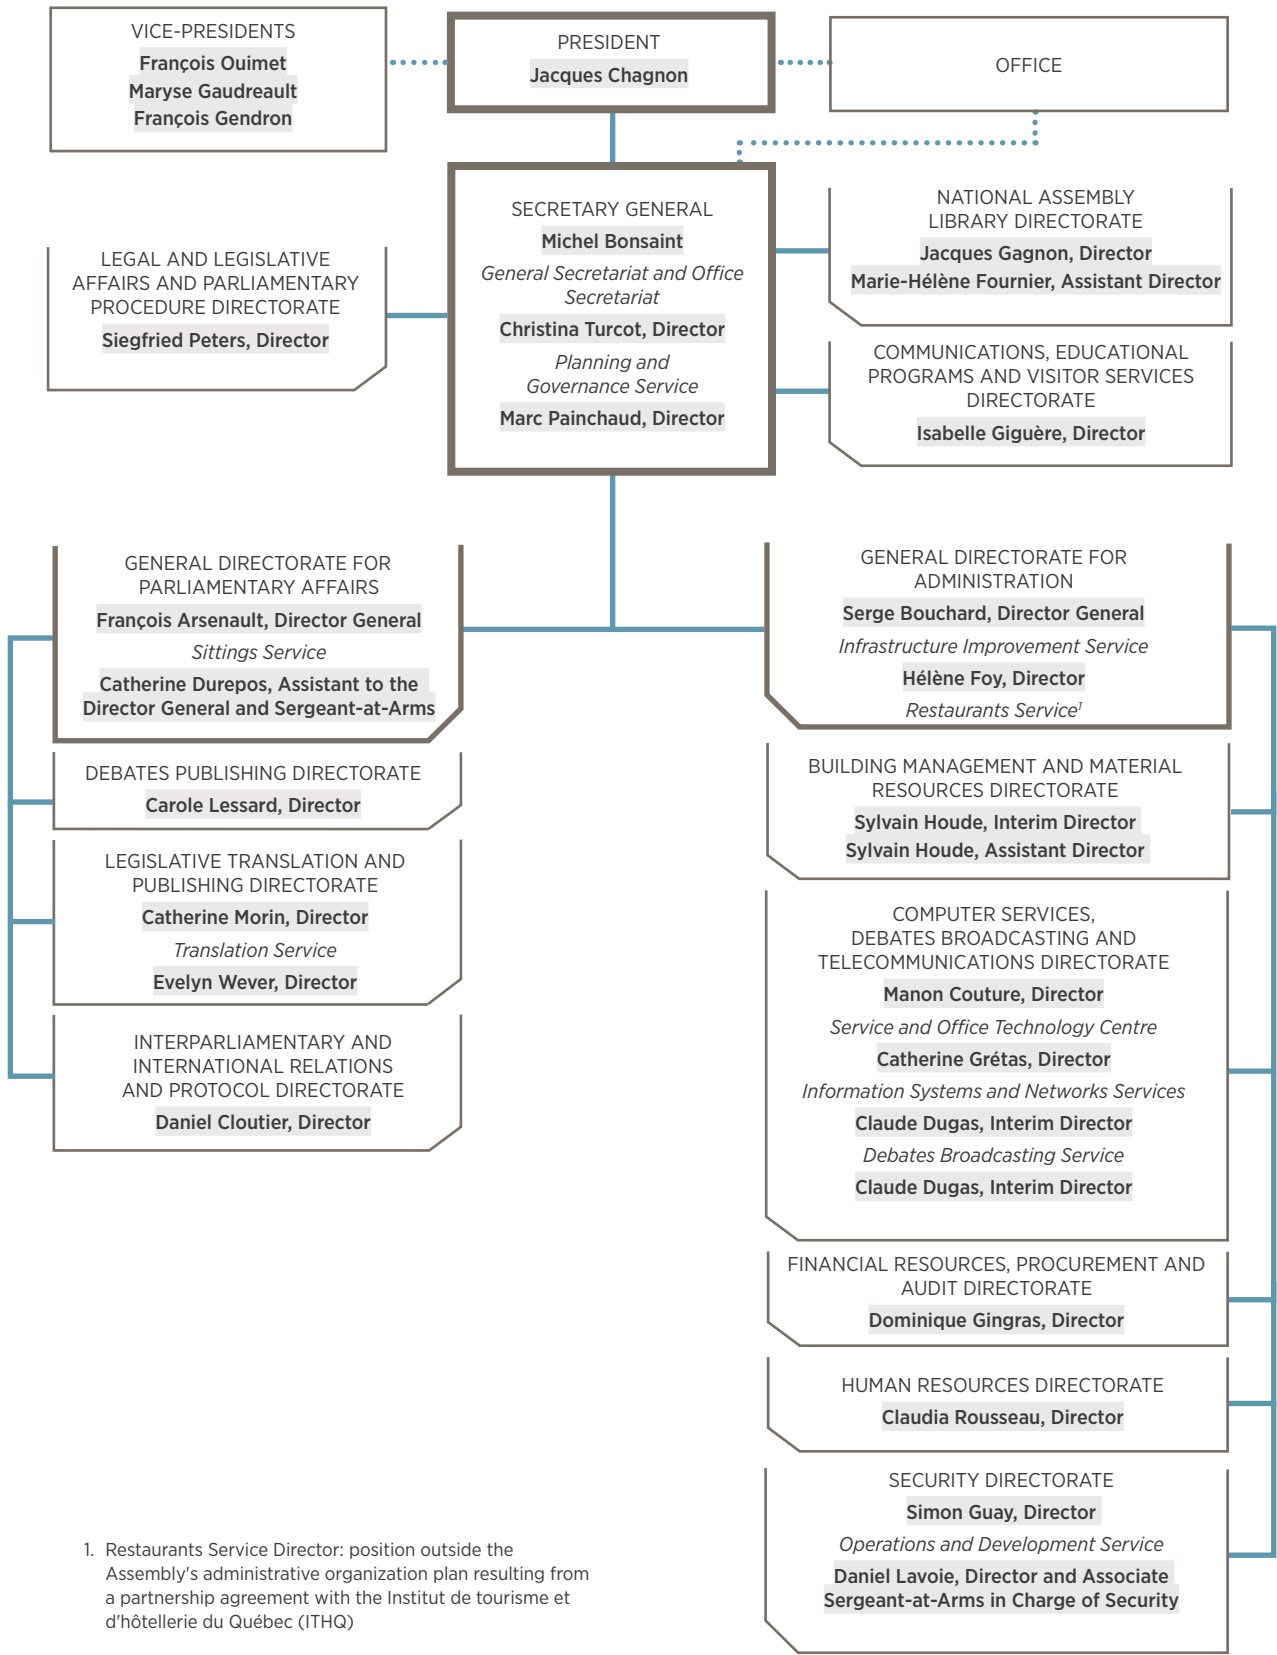 VICE-PRESIDENTS
François Ouimet
Maryse Gaudreault
François Gendron
PRESIDENT
Jacques Chagnon
OFFICE
SECRETARY GENERAL
Michel Bonsaint
General Secretariat and Office
Secretariat
Christina Turcot, Director
Planning and
Governance Service
Marc Painchaud, Director
LEGAL AND LEGISLATIVE
AFFAIRS AND PARLIAMENTARY
PROCEDURE DIRECTORATE
Siegfried Peters, Director
NATIONAL ASSEMBLY
LIBRARY DIRECTORATE
Jacques Gagnon, Director
Marie-Hélène Fournier, Assistant Director
COMMUNICATIONS, EDUCATIONAL
PROGRAMS AND VISITOR SERVICES
DIRECTORATE
Isabelle Giguère, Director
GENERAL DIRECTORATE FOR
PARLIAMENTARY AFFAIRS
François Arsenault, Director General
Sittings Service
Catherine Durepos, Assistant to the
Director General and Sergeant-at-Arms
DEBATES PUBLISHING DIRECTORATE
Carole Lessard, Director
LEGISLATIVE TRANSLATION AND
PUBLISHING DIRECTORATE
Catherine Morin, Director
Translation Service
Evelyn Wever, Director
INTERPARLIAMENTARY AND
INTERNATIONAL RELATIONS
AND PROTOCOL DIRECTORATE
Daniel Cloutier, Director
GENERAL DIRECTORATE FOR
ADMINISTRATION
Serge Bouchard, Director General
Infrastructure Improvement Service
Hélène Foy, Director
Restaurants Service1
BUILDING MANAGEMENT AND MATERIAL
RESOURCES DIRECTORATE
Sylvain Houde, Interim Director
Sylvain Houde, Assistant Director
COMPUTER SERVICES,
DEBATES BROADCASTING AND
TELECOMMUNICATIONS DIRECTORATE
Manon Couture, Director
Service and Office Technology Centre
Catherine Grétas, Director
Information Systems and Networks Services
Claude Dugas, Interim Director
Debates Broadcasting Service
Claude Dugas, Interim Director
FINANCIAL RESOURCES, PROCUREMENT AND
AUDIT DIRECTORATE
Dominique Gingras, Director
HUMAN RESOURCES DIRECTORATE
Claudia Rousseau, Director
SECURITY DIRECTORATE
Simon Guay, Director
Operations and Development Service
Daniel Lavoie, Director and Associate
Sergeant-at-Arms in Charge of Security
1. Restaurants Service Director: position outside the
Assembly's administrative organization plan resulting from
a partnership agreement with the Institut de tourisme et
d'hôtellerie du Québec (ITHQ)